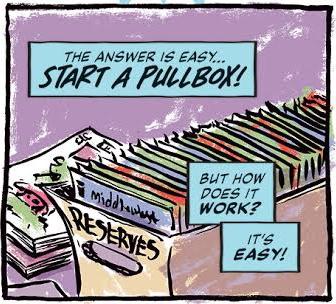 THE ANSWER IS EASY...
START A PULLBOX!
BUT HOW
DOES IT
WORK?
IT'S
EASY!
RESERVES